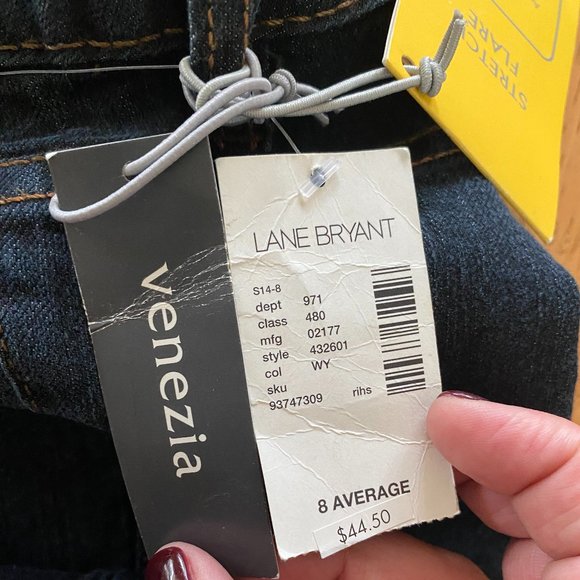 STRETCH
FLARE
venezia
LANE BRYANT
S14-8
dept 971
class 480
mfg 02177
style 432601
col WY
sku
93747309 rihs
8 AVERAGE
$44.50